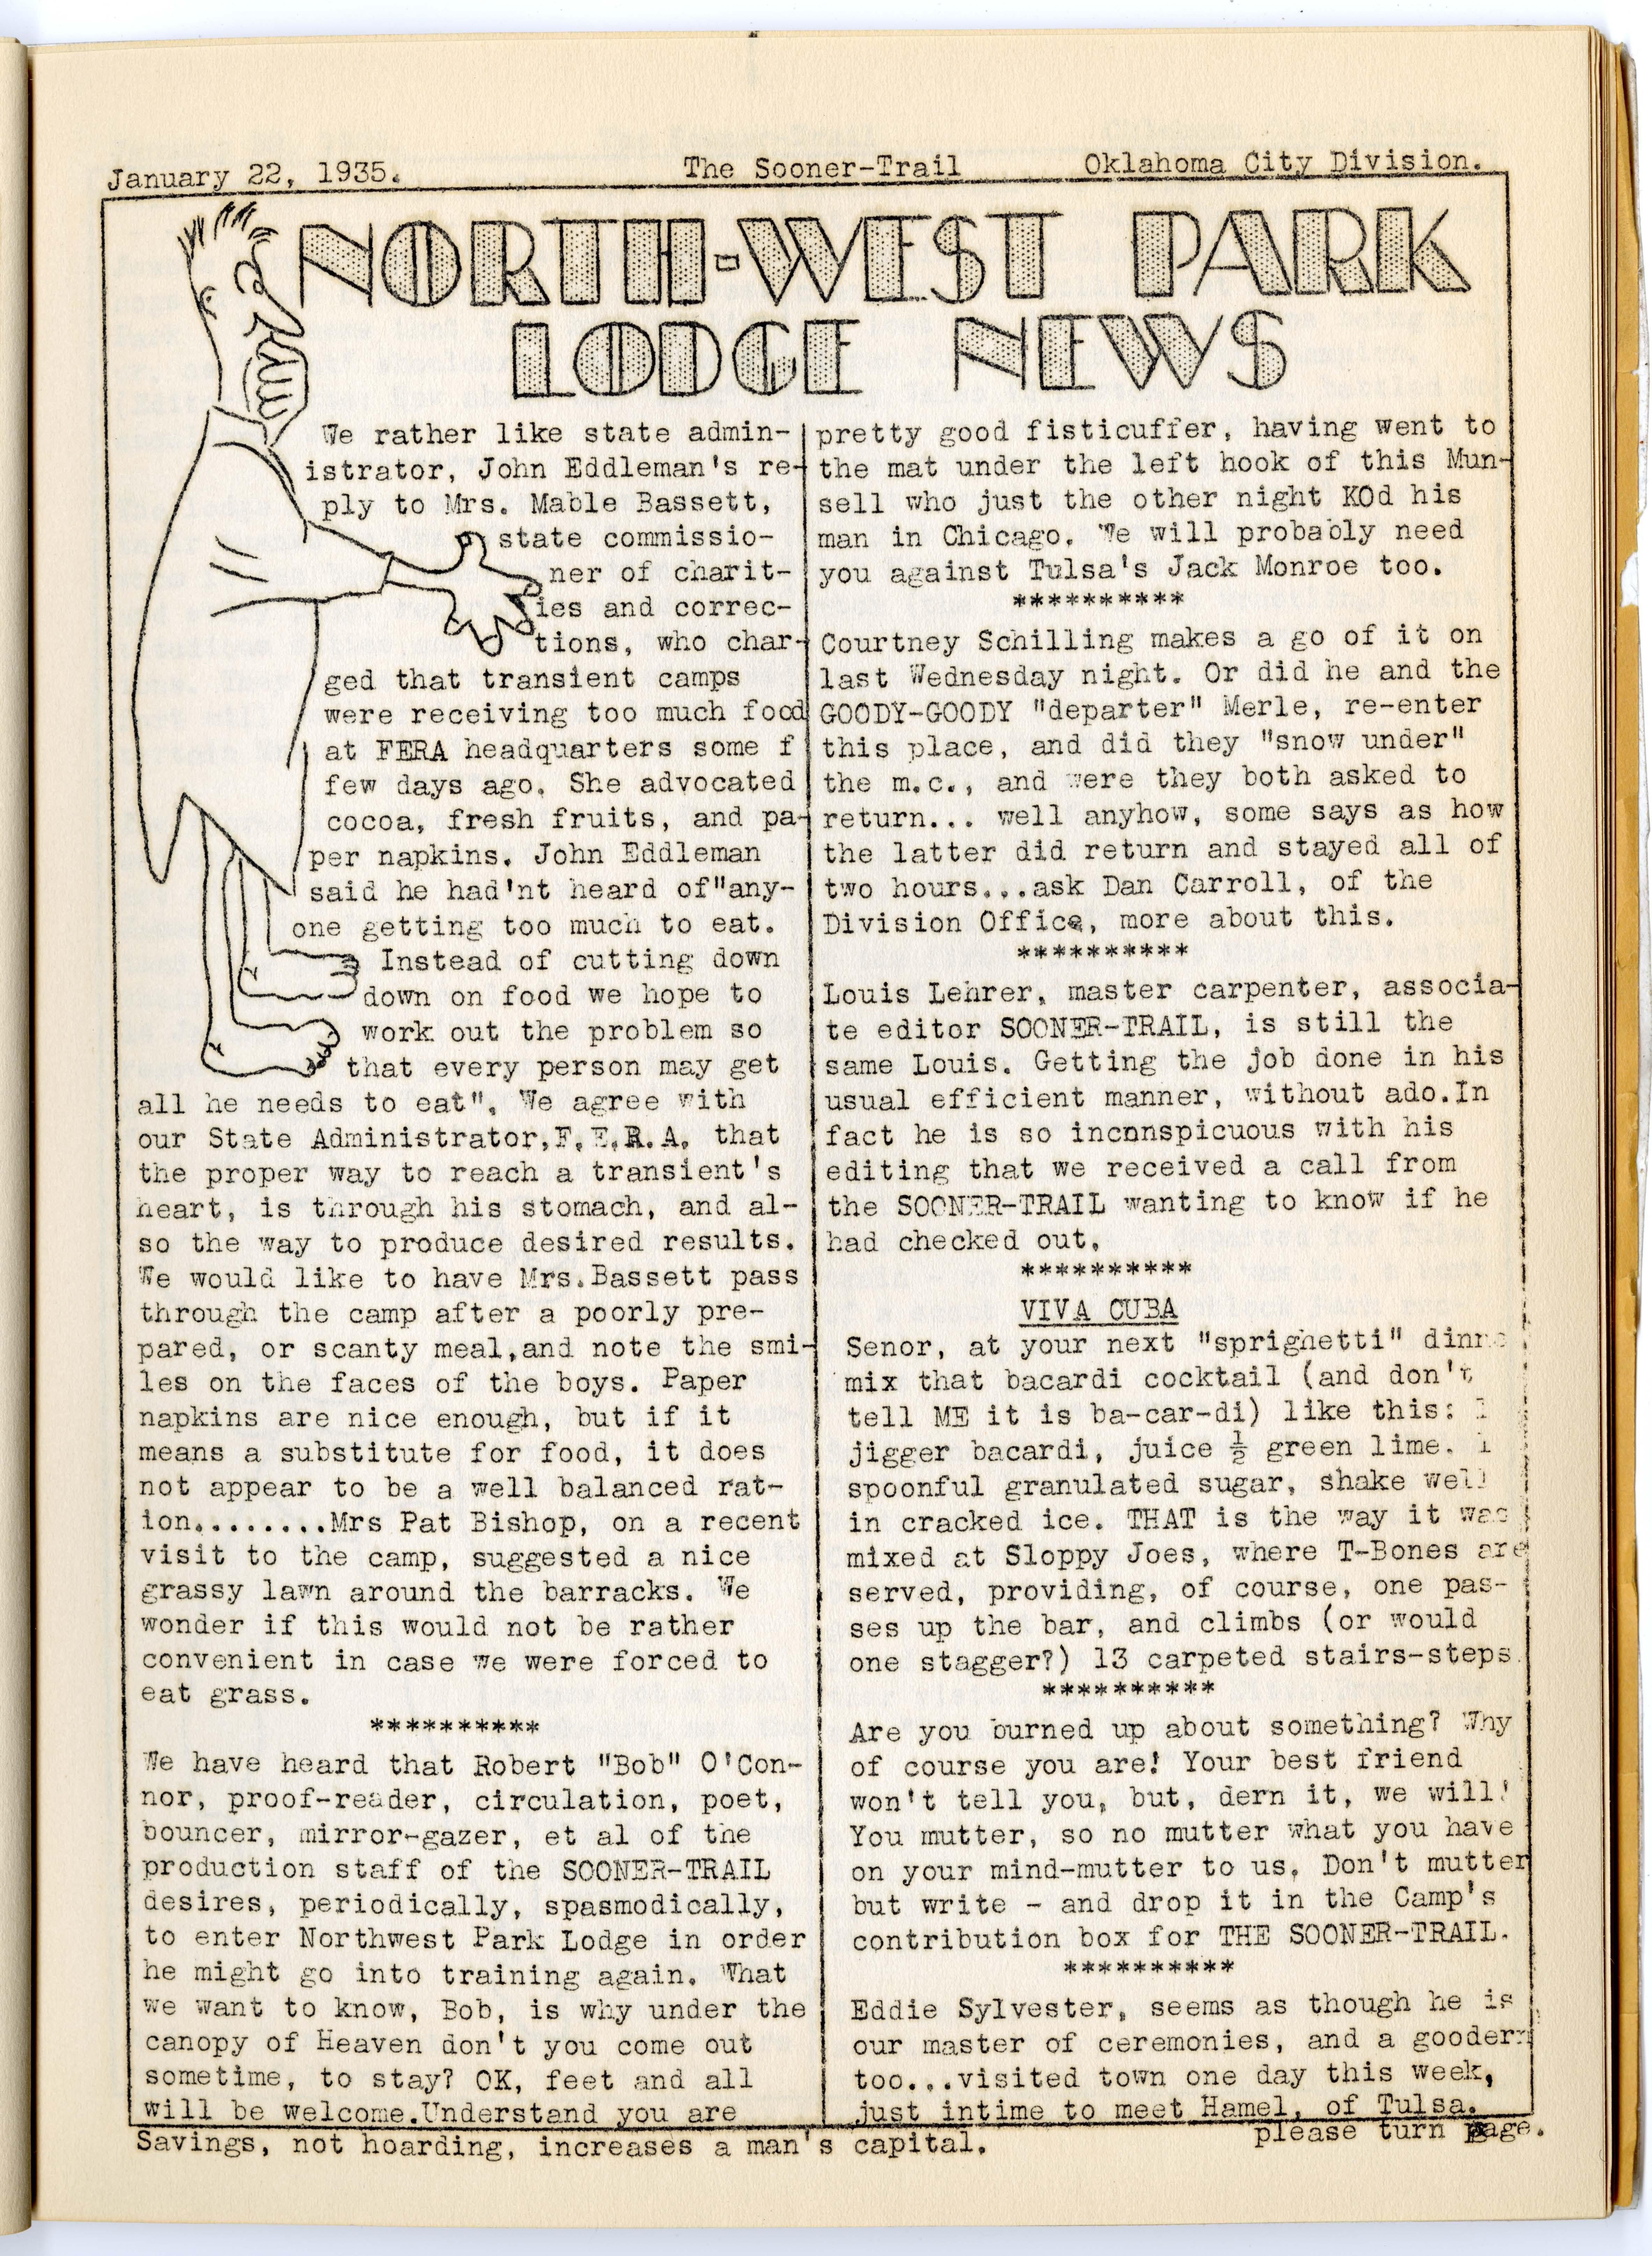 January 22, 1935. The Sooner-Trail Oklahoma City Division.
NORTH-WEST PARK
LODGE NEWS
We rather like state admin-
istrator, John Eddleman's re-
ply to Mrs. Mable Bassett,
state commissio-
ner of charit-
ies and correc-
tions, who char-
ged that transient camps
were receiving too much food
at FERA headquarters some f
few days ago. She advocated
cocoa, fresh fruits, and pa-
per napkins. John Eddleman
said he had'nt heard of"any-
one getting too much to eat.
Instead of cutting down
down on food we hope to
work out the problem so
that every person may get
all he needs to eat". We agree with
our State Administrator,F.E.R.A. that
the proper way to reach a transient's
heart, is through his stomach, and al-
so the way to produce desired results.
We would like to have Mrs.Bassett pass
through the camp after a poorly pre-
pared, or scanty meal,and note the smi-
les on the faces of the boys. Paper
napkins are nice enough, but if it
means a substitute for food, it does
not appear to be a well balanced rat-
ion.........Mrs Pat Bishop, on a recent
visit to the camp, suggested a nice
grassy lawn around the barracks. We
wonder if this would not be rather
convenient in case we were forced to
eat grass.
**********
We have heard that Robert "Bob" O'Con-
nor, proof-reader, circulation, poet,
bouncer, mirror-gazer, et al of the
production staff of the SOONER-TRAIL
desires, periodically, spasmodically,
to enter Northwest Park Lodge in order
he might go into training again. What
we want to know, Bob, is why under the
canopy of Heaven don't you come out
sometime, to stay? OK, feet and all
will be welcome.Understand you are
pretty good fisticuffer, having went to
the mat under the left hook of this Mun-
sell who just the other night KOd his
man in Chicago. We will probably need
you against Tulsa's Jack Monroe too.
**********
Courtney Schilling makes a go of it on
last Wednesday night. Or did he and the
GOODY-GOODY "departer" Merle, re-enter
this place, and did they "snow under"
the m.c., and were they both asked to
return... well anyhow, some says as how
the latter did return and stayed all of
two hours...ask Dan Carroll, of the
Division Office, more about this.
**********
Louis Lehrer, master carpenter, associa-
te editor SOONER-TRAIL, is still the
same Louis. Getting the job done in his
usual efficient manner, without ado.In
fact he is so inconspicuous with his
editing that we received a call from
the SOONER-TRAIL wanting to know if he
had checked out.
**********
VIVA CUBA
Senor, at your next "sprighetti" dinne
mix that bacardi cocktail (and don't
tell ME it is ba-car-di) like this: 1
jigger bacardi, juice ½ green lime. 1
spoonful granulated sugar, shake well
in cracked ice. THAT is the way it was
mixed at Sloppy Joes, where T-Bones are
served, providing, of course, one pas-
ses up the bar, and climbs (or would
one stagger?) 13 carpeted stairs-steps.
**********
Are you burned up about something? Why
of course you are! Your best friend
won't tell you, but, dern it, we will!
You mutter, so no mutter what you have
on your mind-mutter to us. Don't mutter
but write - and drop it in the Camp's
contribution box for THE SOONER-TRAIL.
**********
Eddie Sylvester, seems as though he is
our master of ceremonies, and a gooder
too...visited town one day this week,
just intime to meet Hamel, of Tulsa.
please turn page.
Savings, not hoarding, increases a man's capital.